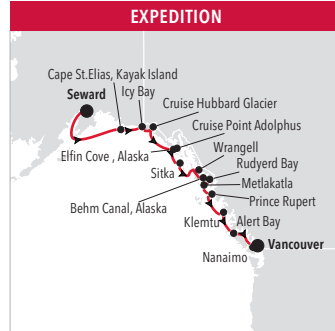 EXPEDITION
Cape St.Elias, Kayak Island
Seward
Icy Bay
Cruise Hubbard Glacier
Cruise Point Adolphus
Elfin Cove , Alaska
Wrangell
Sitka
Rudyerd Bay
Metlakatla
Behm Canal, Alaska
Prince Rupert
Klemtu
Alert Bay
Vancouver
Nanaimo